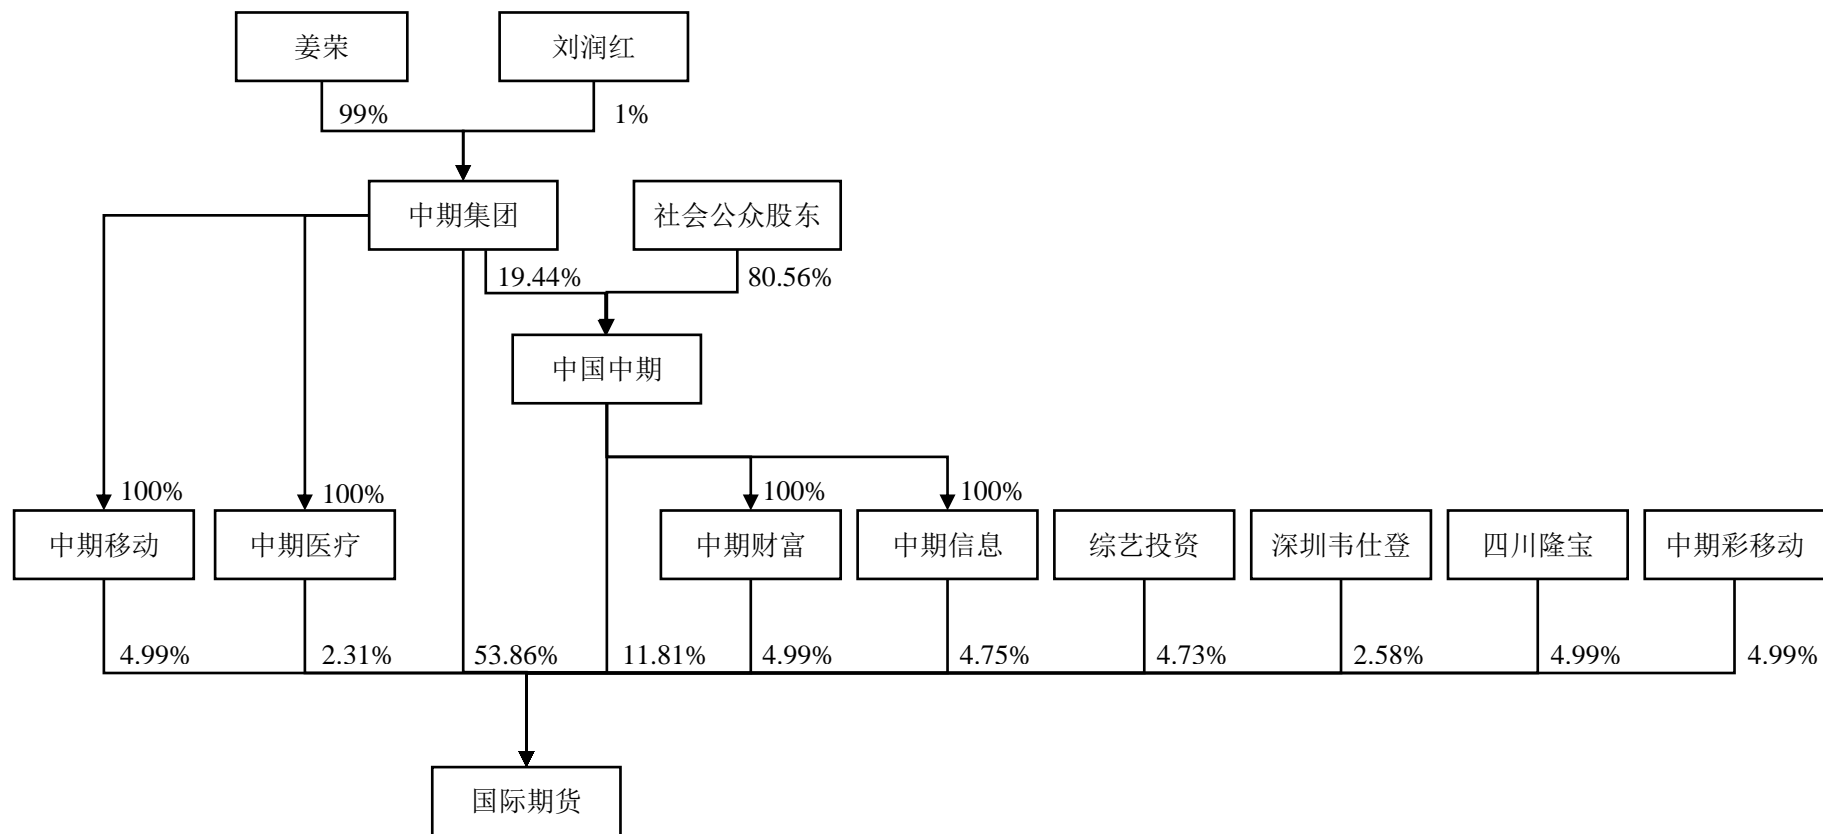 姜荣
刘润红
99%
1%
中期集团
社会公众股东
19.44%
80.56%
中国中期
100%
100%
100%
100%
中期移动
中期医疗
中期财富
中期信息
综艺投资
深圳韦仕登
四川隆宝
中期彩移动
4.99%
2.31%
53.86%
11.81%
4.99%
4.75%
4.73%
2.58%
4.99%
4.99%
国际期货